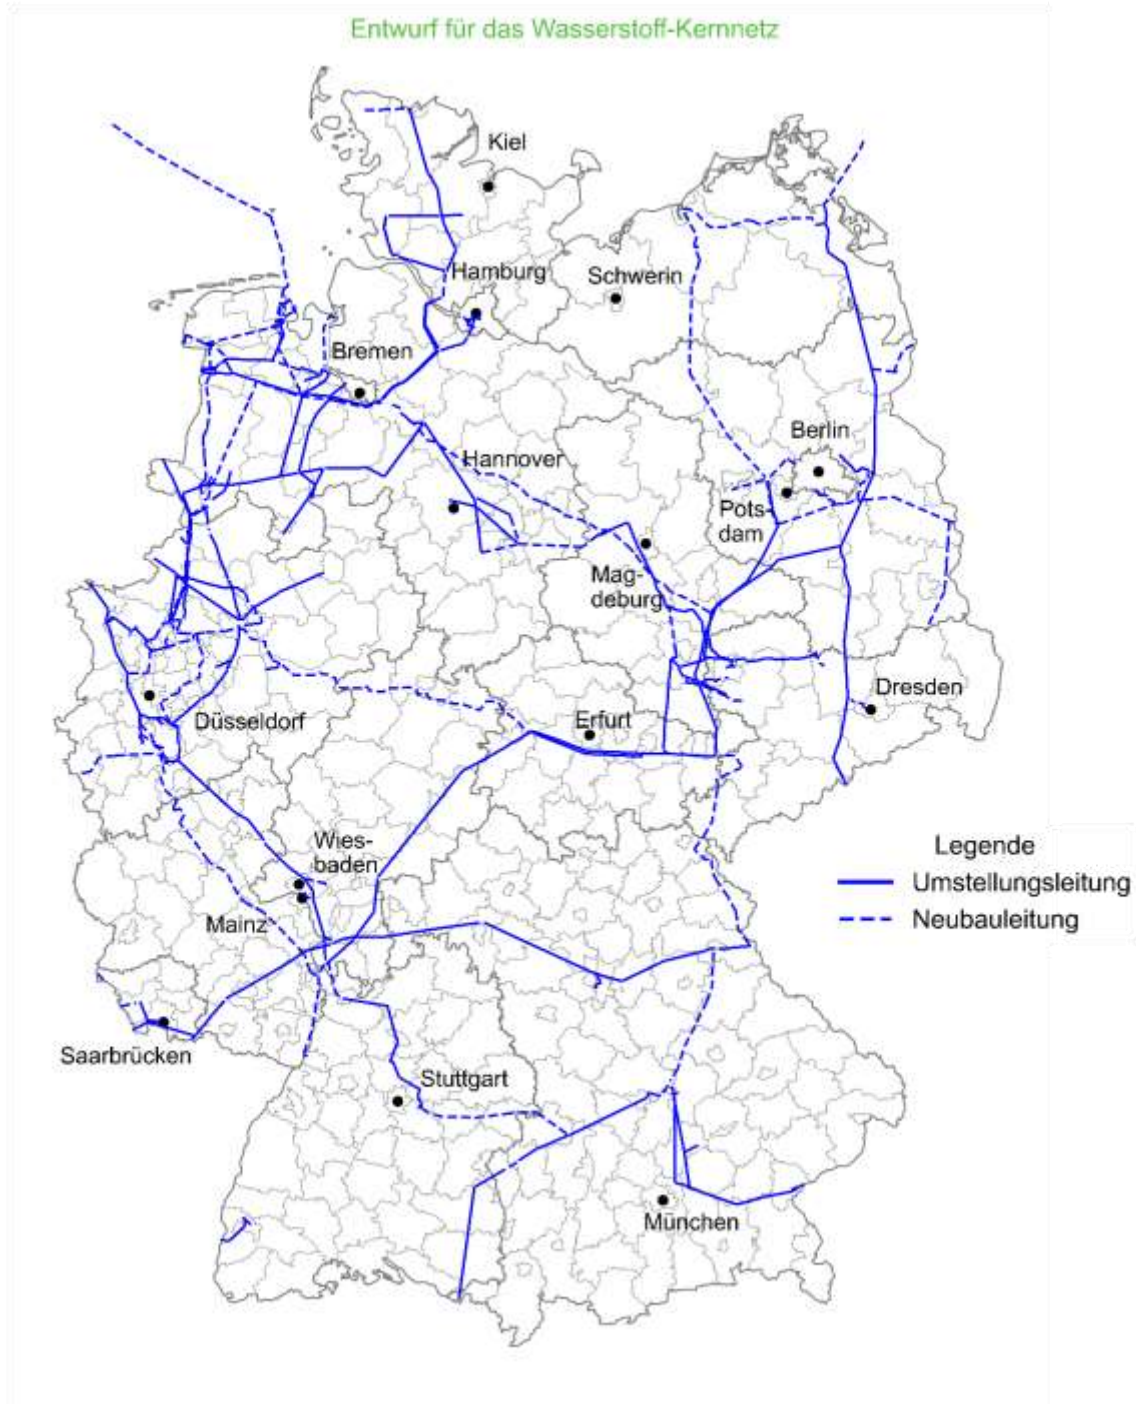 Entwurf für das Wasserstoff-Kernnetz
Kiel
Hamburg
Schwerin
Bremen
Berlin
Hannover
Pots-
dam
Mag-
deburg
Dresden
Düsseldorf
Erfurt
Wies-
baden
Legende
Umstellungsleitung
Mainz
Neubauleitung
Saarbrücken
Stuttgart
München